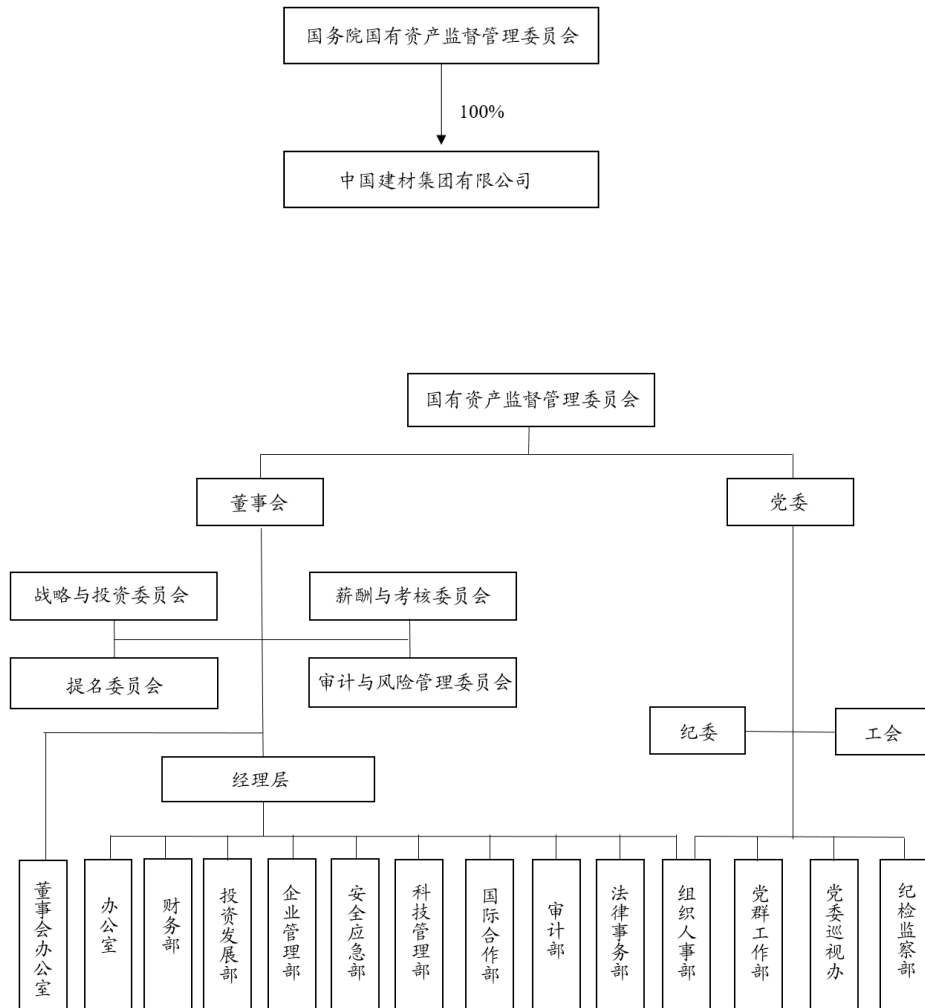 国务院国有资产监督管理委员会
100%
中国建材集团有限公司
国有资产监督管理委员会
董事会
党委
战略与投资委员会
薪酬与考核委员会
提名委员会
审计与风险管理委员会
纪委
工会
经理层
董事会办公室
办公室
财务部
投资发展部
企业管理部
安全应急部
科技管理部
国际合作部
审计部
法律事务部
组织人事部
党群工作部
党委巡视办
纪检监察部